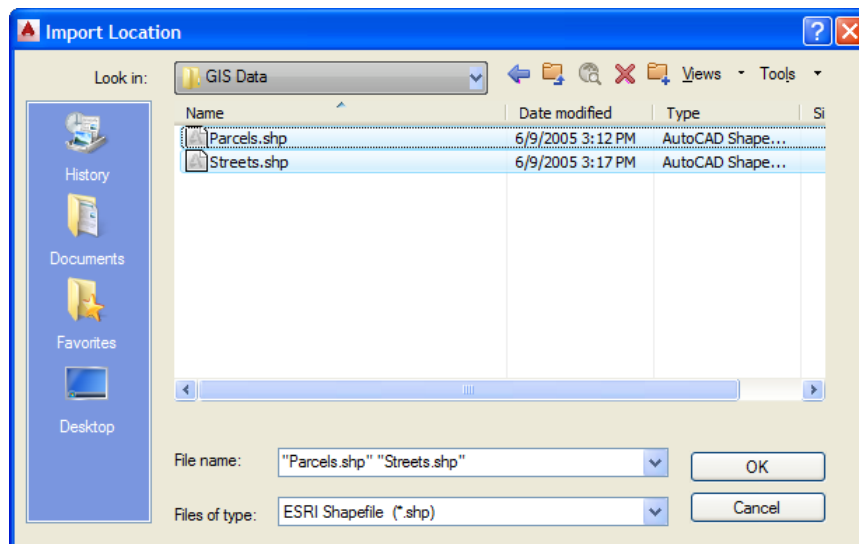 Import Location
Look in: GIS Data Views Tools
Name Date modified Type Si
Parcels.shp 6/9/2005 3:12 PM AutoCAD Shape...
Streets.shp 6/9/2005 3:17 PM AutoCAD Shape...
History
Documents
Favorites
Desktop
File name: "Parcels.shp" "Streets.shp" OK
Files of type: ESRI Shapefile (*.shp) Cancel